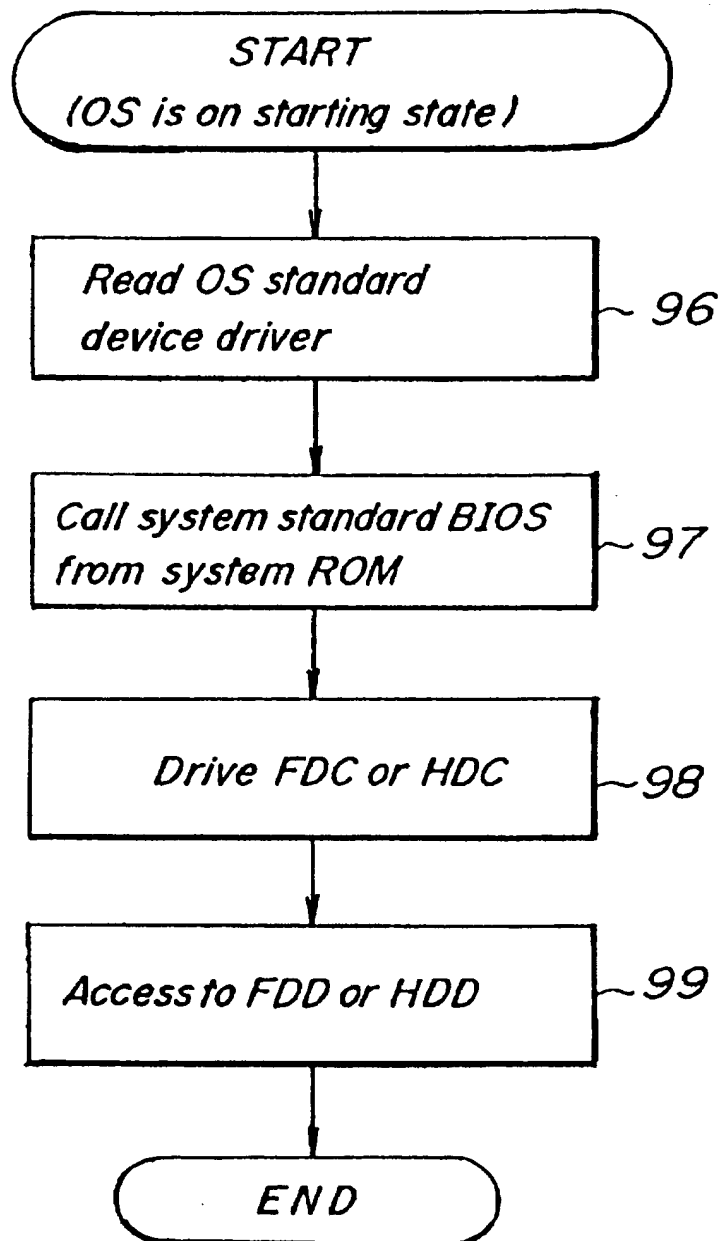 START
(OS is on starting state)
Read OS standard
device driver
96
Call system standard BIOS
from system ROM
97
Drive FDC or HDC
98
Access to FDD or HDD
99
END